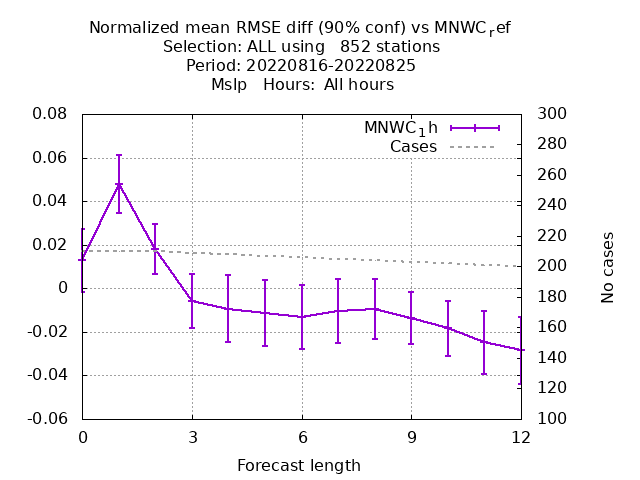 Normalized mean RMSE diff (90% conf) vs MNWC_ref
Selection: ALL using   852 stations
Period: 20220816-20220825
Mslp   Hours:  All hours
0.08
0.06
0.04
0.02
0
-0.02
-0.04
-0.06
300
280
260
240
220
200
180
160
140
120
100
MNWC_1h
Cases
No cases
0 3 6 9 12
Forecast length